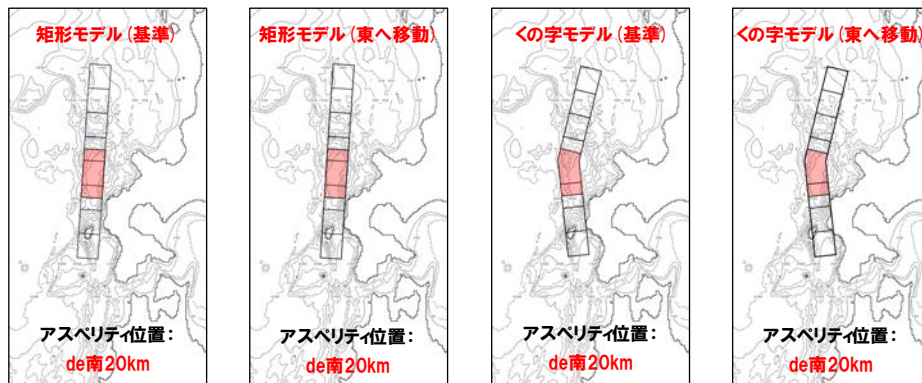 矩形モデル(基準)
アスペリティ位置:
de南20km
矩形モデル(東へ移動)
アスペリティ位置:
de南20km
くの字モデル(基準)
アスペリティ位置:
de南20km
くの字モデル(東へ移動)
アスペリティ位置:
de南20km